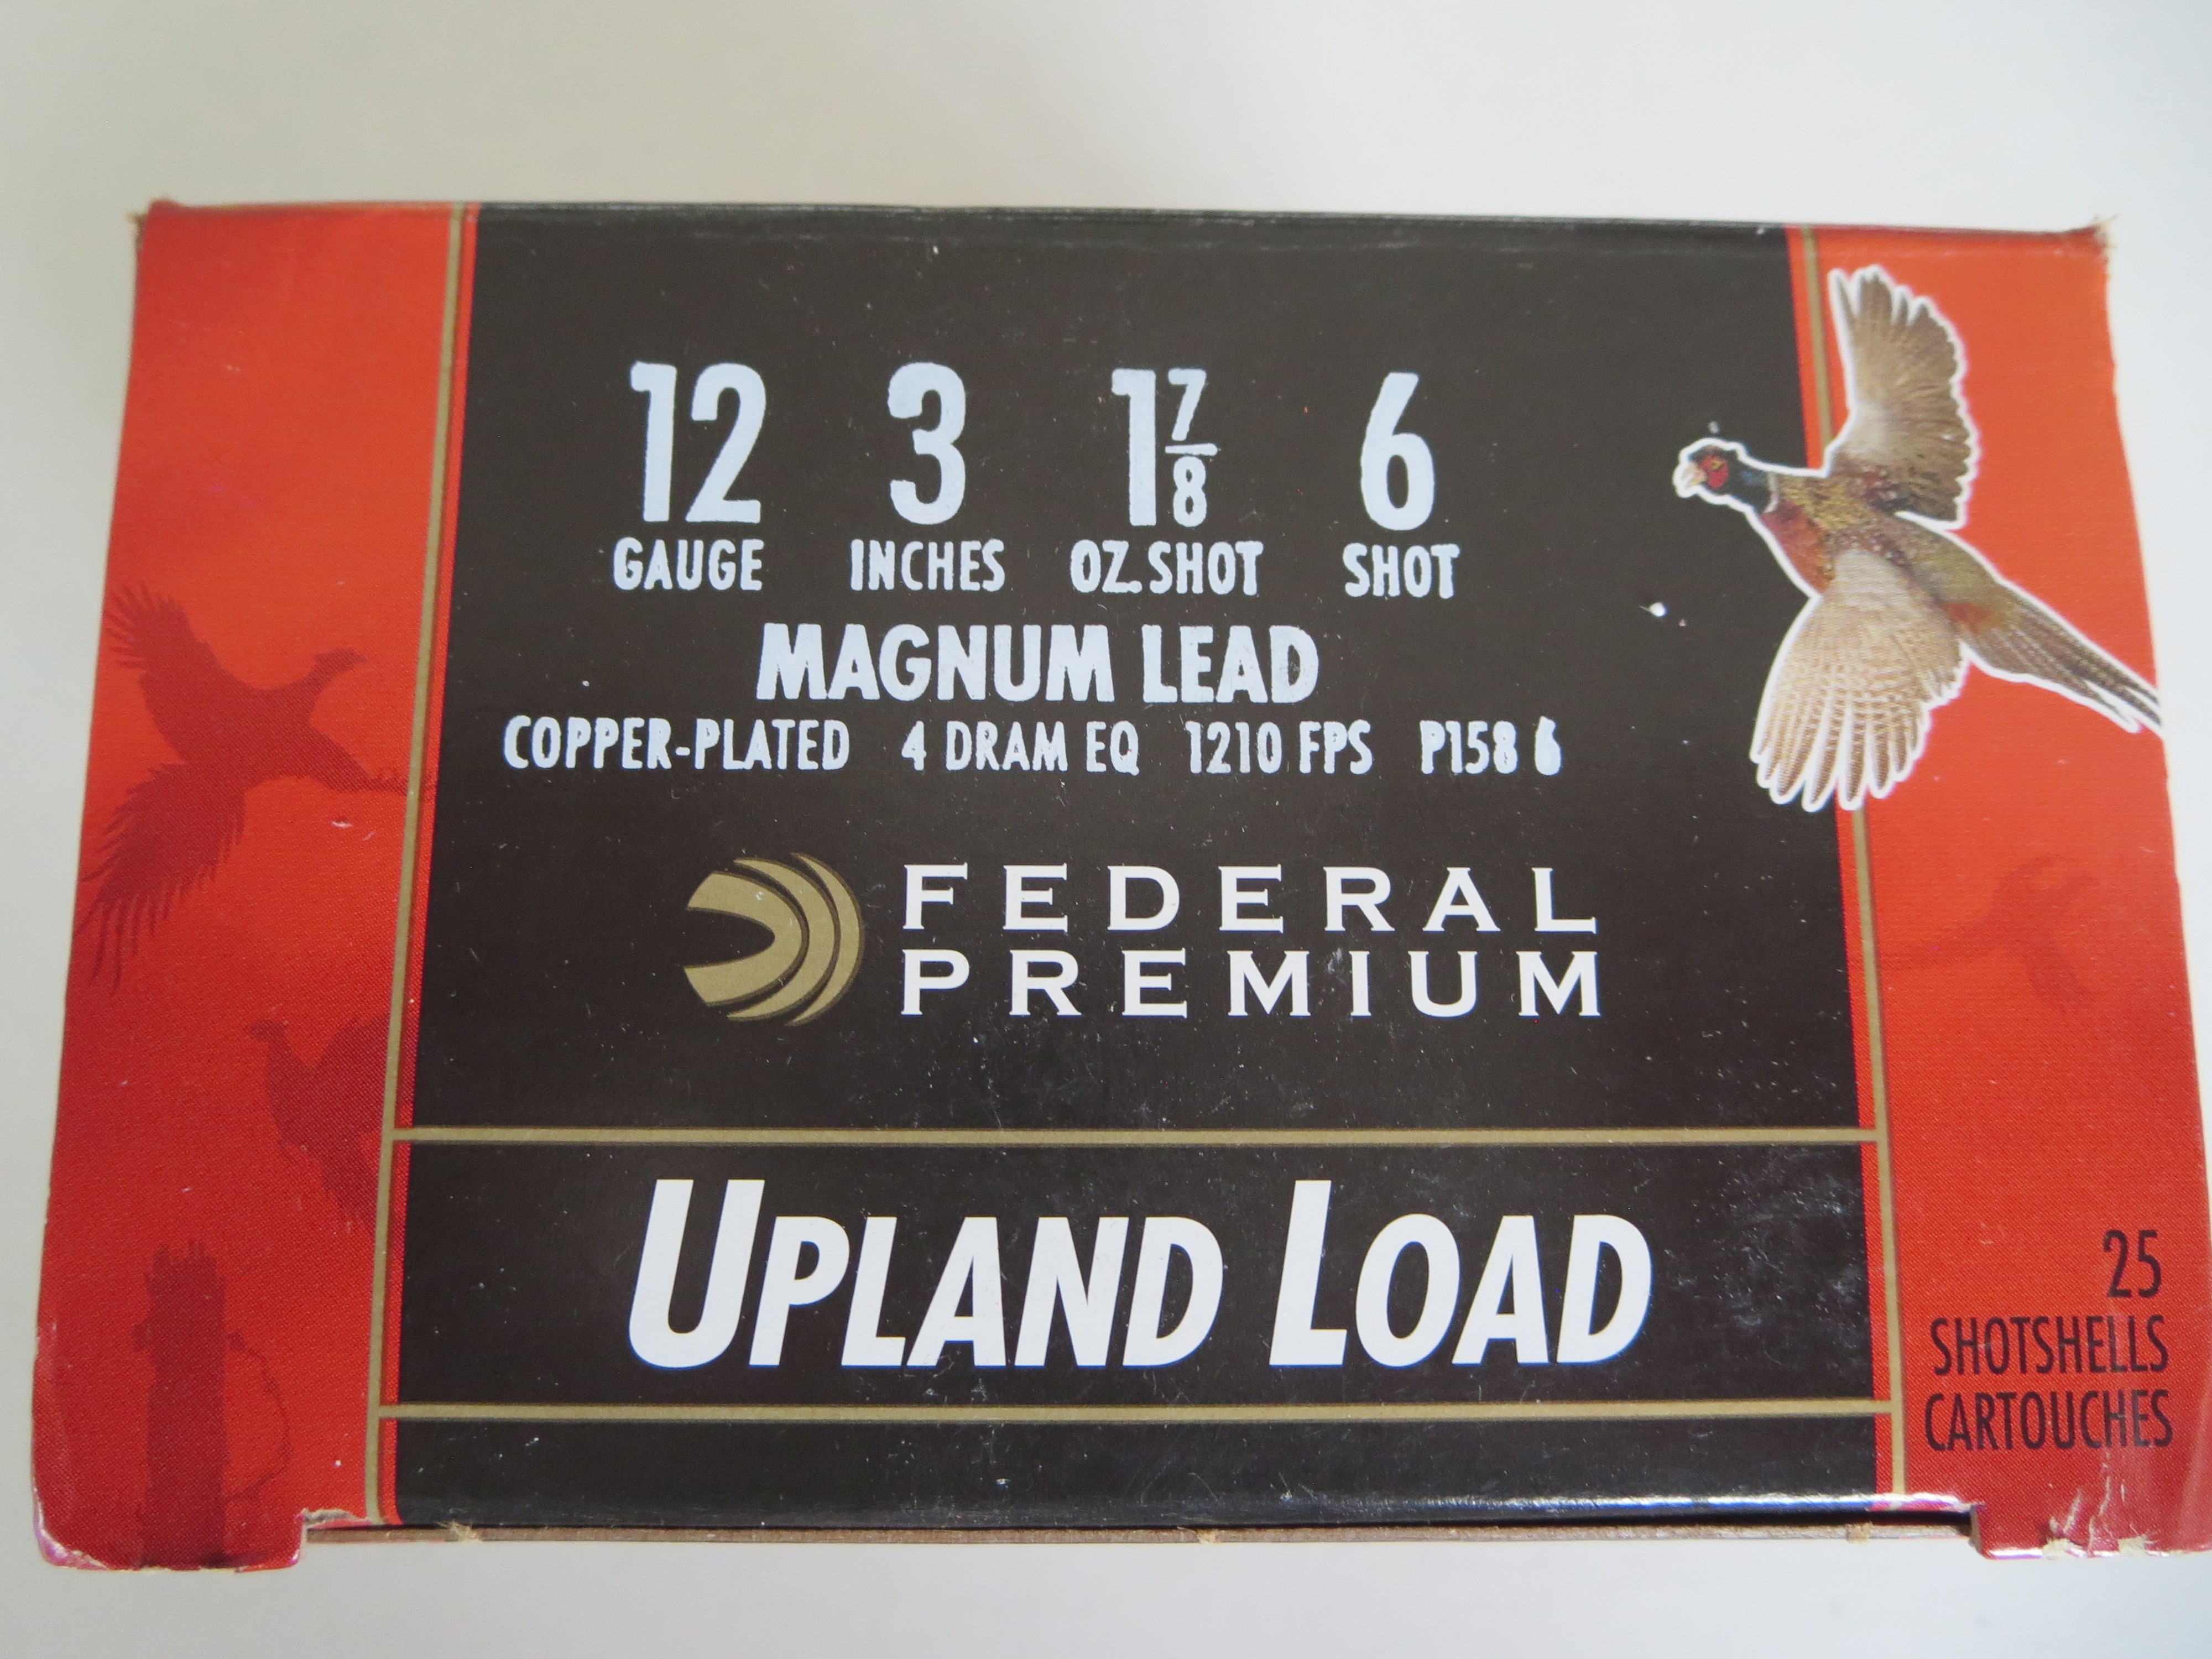 12 3 1 7/8 6
GAUGE INCHES OZ. SHOT SHOT
MAGNUM LEAD
COPPER-PLATED 4 DRAM EQ 1210 FPS P158 6
FEDERAL
PREMIUM
UPLAND LOAD
25
SHOTSHELLS
CARTOUCHES